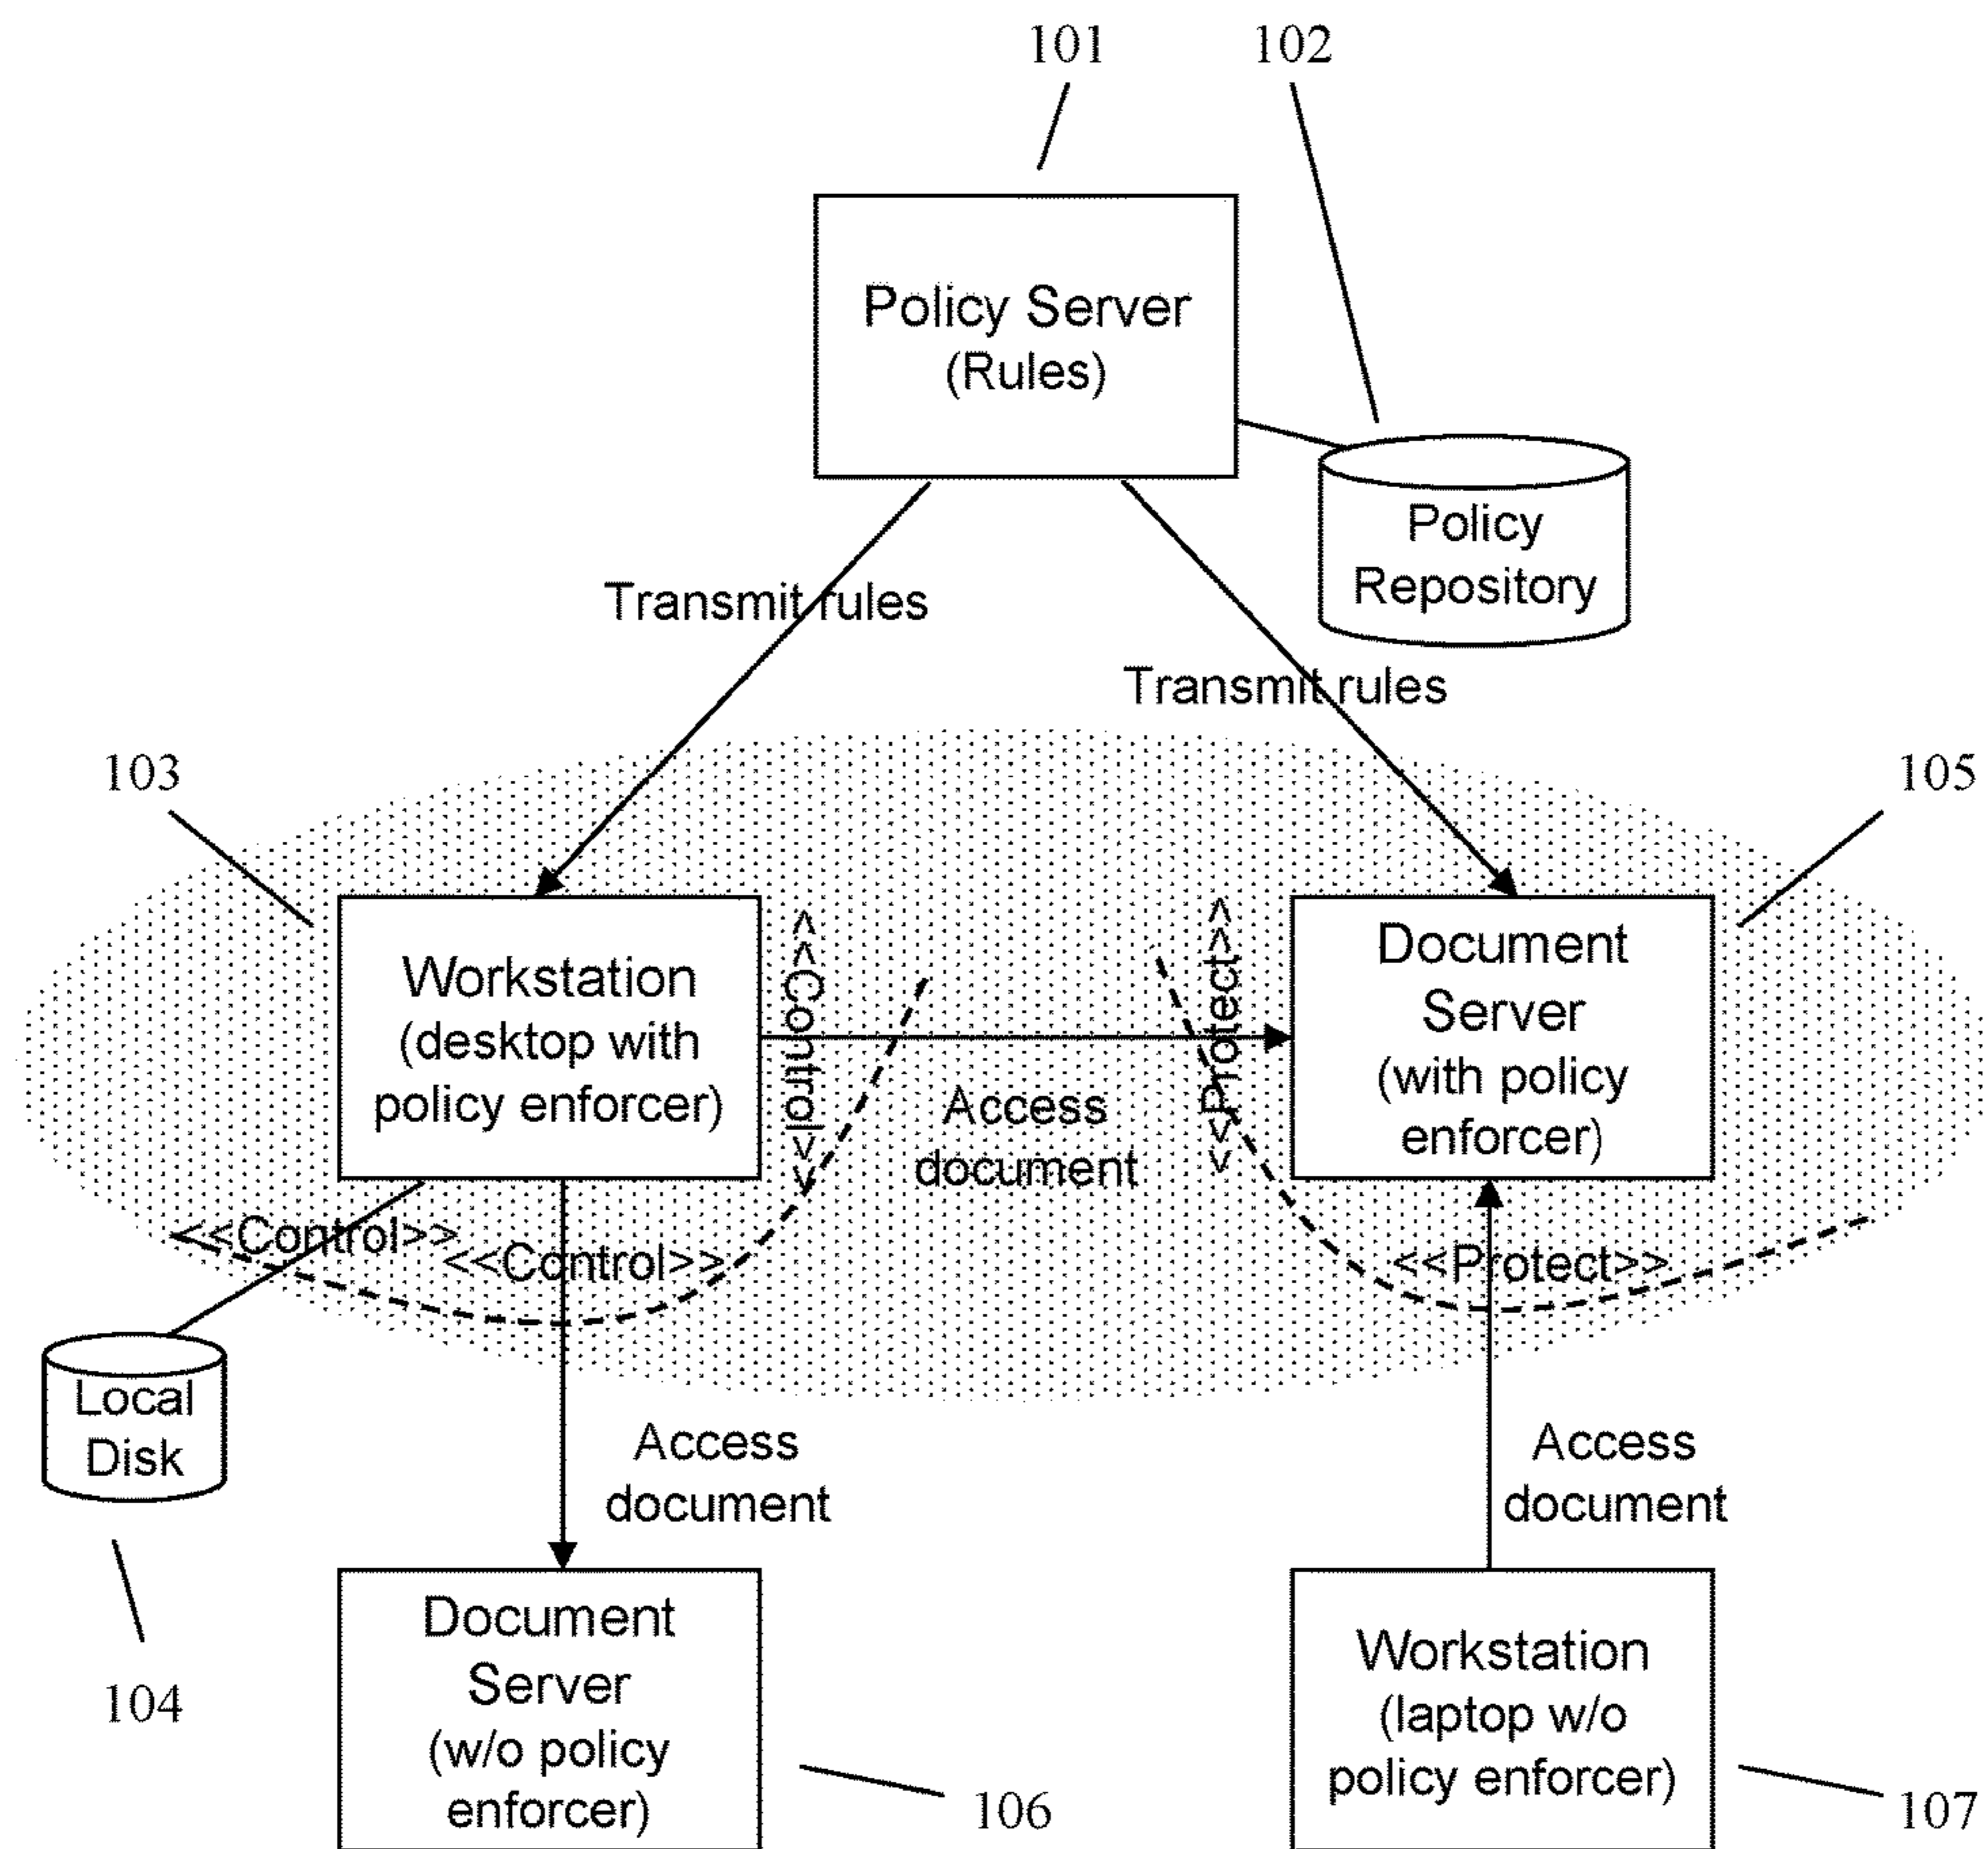 101
102
Policy Server
(Rules)
Policy
Repository
Transmit rules
Transmit rules
103
105
Workstation
(desktop with
policy enforcer)
<<Control>>
Access
document
<<Protect>>
Document
Server
(with policy
enforcer)
<<Control>>
<<Control>>
<<Protect>>
Local
Disk
Access
document
Access
document
104
Document
Server
(w/o policy
enforcer)
106
Workstation
(laptop w/o
policy enforcer)
107